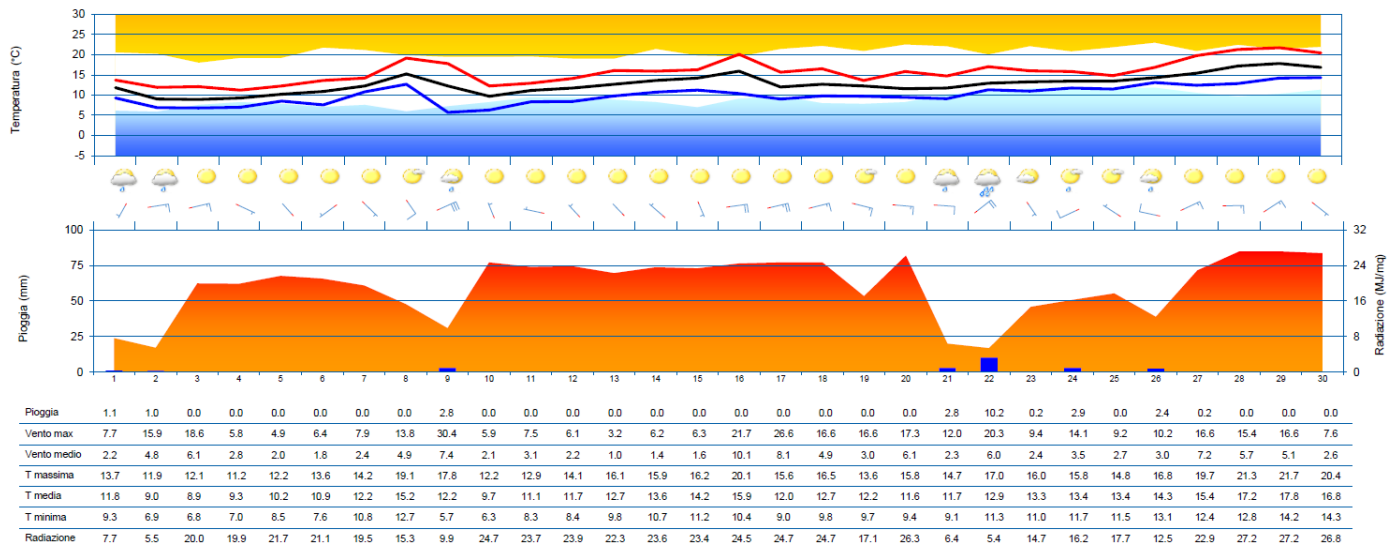 30
25
20
15
10
5
0
-5
Temperatura (°C)
100
75
50
25
0
Pioggia (mm)
32
24
16
8
0
Radiazione (MJ/mq)
1 2 3 4 5 6 7 8 9 10 11 12 13 14 15 16 17 18 19 20 21 22 23 24 25 26 27 28 29 30
Pioggia 1.1 1.0 0.0 0.0 0.0 0.0 0.0 0.0 2.8 0.0 0.0 0.0 0.0 0.0 0.0 0.0 0.0 0.0 0.0 0.0 2.8 10.2 0.2 2.9 0.0 2.4 0.2 0.0 0.0 0.0
Vento max 7.7 15.9 18.6 5.8 4.9 6.4 7.9 13.8 30.4 5.9 7.5 6.1 3.2 6.2 6.3 21.7 26.6 16.6 16.6 17.3 12.0 20.3 9.4 14.1 9.2 10.2 16.6 15.4 16.6 7.6
Vento medio 2.2 4.8 6.1 2.8 2.0 1.8 2.4 4.9 7.4 2.1 3.1 2.2 1.0 1.4 1.6 10.1 8.1 4.9 3.0 6.1 2.3 6.0 2.4 3.5 2.7 3.0 7.2 5.7 5.1 2.6
T massima 13.7 11.9 12.1 11.2 12.2 13.6 14.2 19.1 17.8 12.2 12.9 14.1 16.1 15.9 16.2 20.1 15.6 16.5 13.6 15.8 14.7 17.0 16.0 15.8 14.8 16.8 19.7 21.3 21.7 20.4
T media 11.8 9.0 8.9 9.3 10.2 10.9 12.2 15.2 12.2 9.7 11.1 11.7 12.7 13.6 14.2 15.9 12.0 12.7 12.2 11.6 11.7 12.9 13.3 13.4 13.4 14.3 15.4 17.2 17.8 16.8
T minima 9.3 6.9 6.8 7.0 8.5 7.6 10.8 12.7 5.7 6.3 8.3 8.4 9.8 10.7 11.2 10.4 9.0 9.8 9.7 9.4 9.1 11.3 11.0 11.7 11.5 13.1 12.4 12.8 14.2 14.3
Radiazione 7.7 5.5 20.0 19.9 21.7 21.1 19.5 15.3 9.9 24.7 23.7 23.9 22.3 23.6 23.4 24.5 24.7 24.7 17.1 26.3 6.4 5.4 14.7 16.2 17.7 12.5 22.9 27.2 27.2 26.8